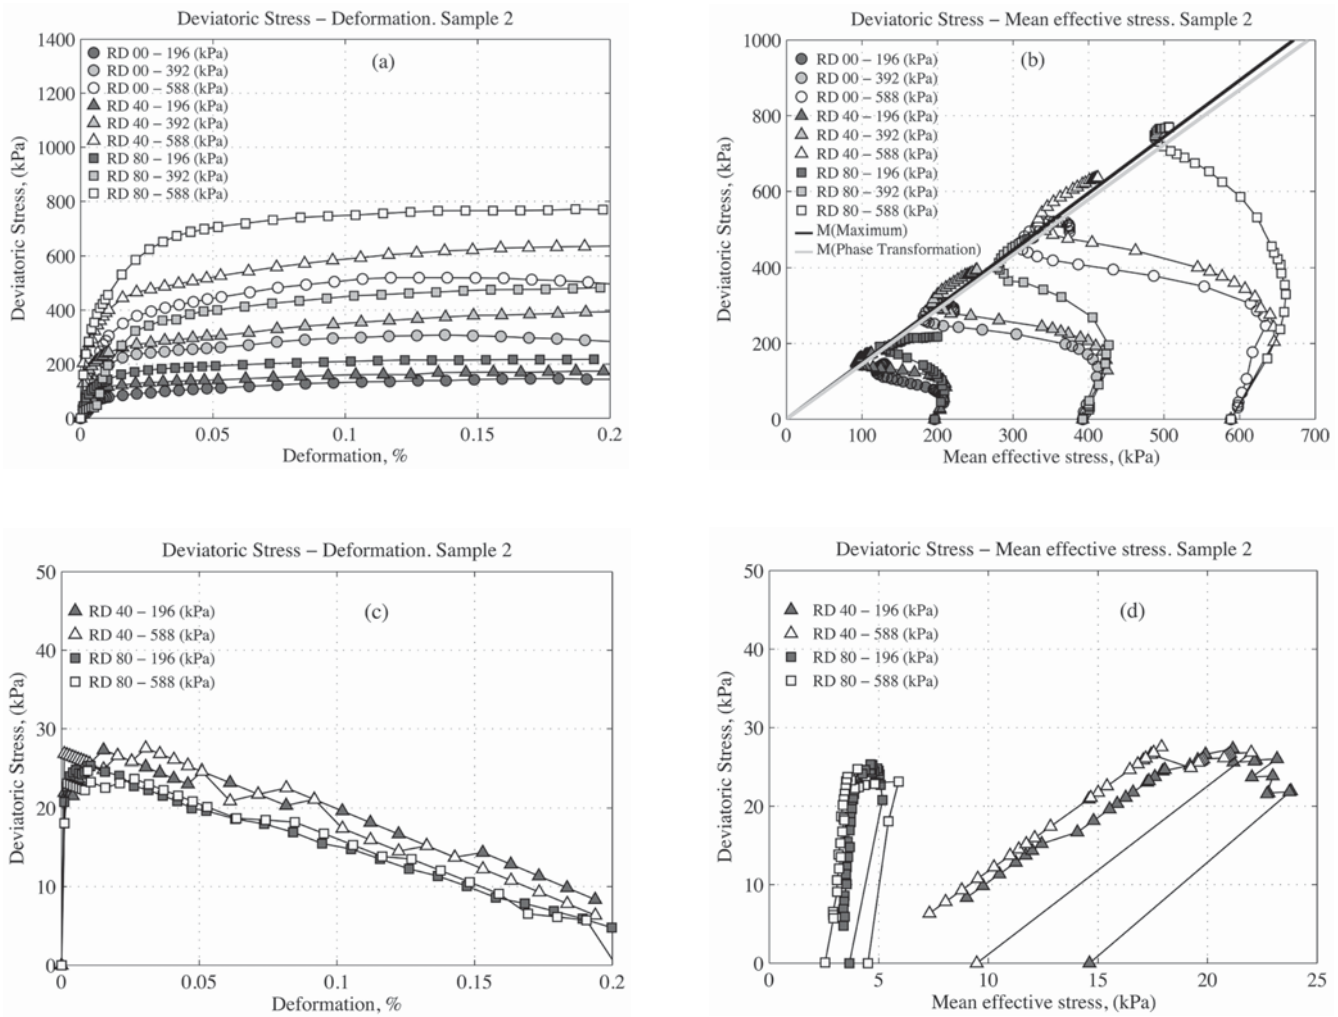 Deviatoric Stress − Deformation. Sample 2
1400
1200
1000
800
600
400
200
0
Deviatoric Stress, (kPa)
(a)
RD 00 − 196 (kPa)
RD 00 − 392 (kPa)
RD 00 − 588 (kPa)
RD 40 − 196 (kPa)
RD 40 − 392 (kPa)
RD 40 − 588 (kPa)
RD 80 − 196 (kPa)
RD 80 − 392 (kPa)
RD 80 − 588 (kPa)
0 0.05 0.1 0.15 0.2
Deformation, %
Deviatoric Stress − Mean effective stress. Sample 2
1000
800
600
400
200
0
Deviatoric Stress, (kPa)
(b)
RD 00 − 196 (kPa)
RD 00 − 392 (kPa)
RD 00 − 588 (kPa)
RD 40 − 196 (kPa)
RD 40 − 392 (kPa)
RD 40 − 588 (kPa)
RD 80 − 196 (kPa)
RD 80 − 392 (kPa)
RD 80 − 588 (kPa)
M(Maximum)
M(Phase Transformation)
0 100 200 300 400 500 600 700
Mean effective stress, (kPa)
Deviatoric Stress − Deformation. Sample 2
50
40
30
20
10
0
Deviatoric Stress, (kPa)
(c)
RD 40 − 196 (kPa)
RD 40 − 588 (kPa)
RD 80 − 196 (kPa)
RD 80 − 588 (kPa)
0 0.05 0.1 0.15 0.2
Deformation, %
Deviatoric Stress − Mean effective stress. Sample 2
50
40
30
20
10
0
Deviatoric Stress, (kPa)
(d)
RD 40 − 196 (kPa)
RD 40 − 588 (kPa)
RD 80 − 196 (kPa)
RD 80 − 588 (kPa)
0 5 10 15 20 25
Mean effective stress, (kPa)